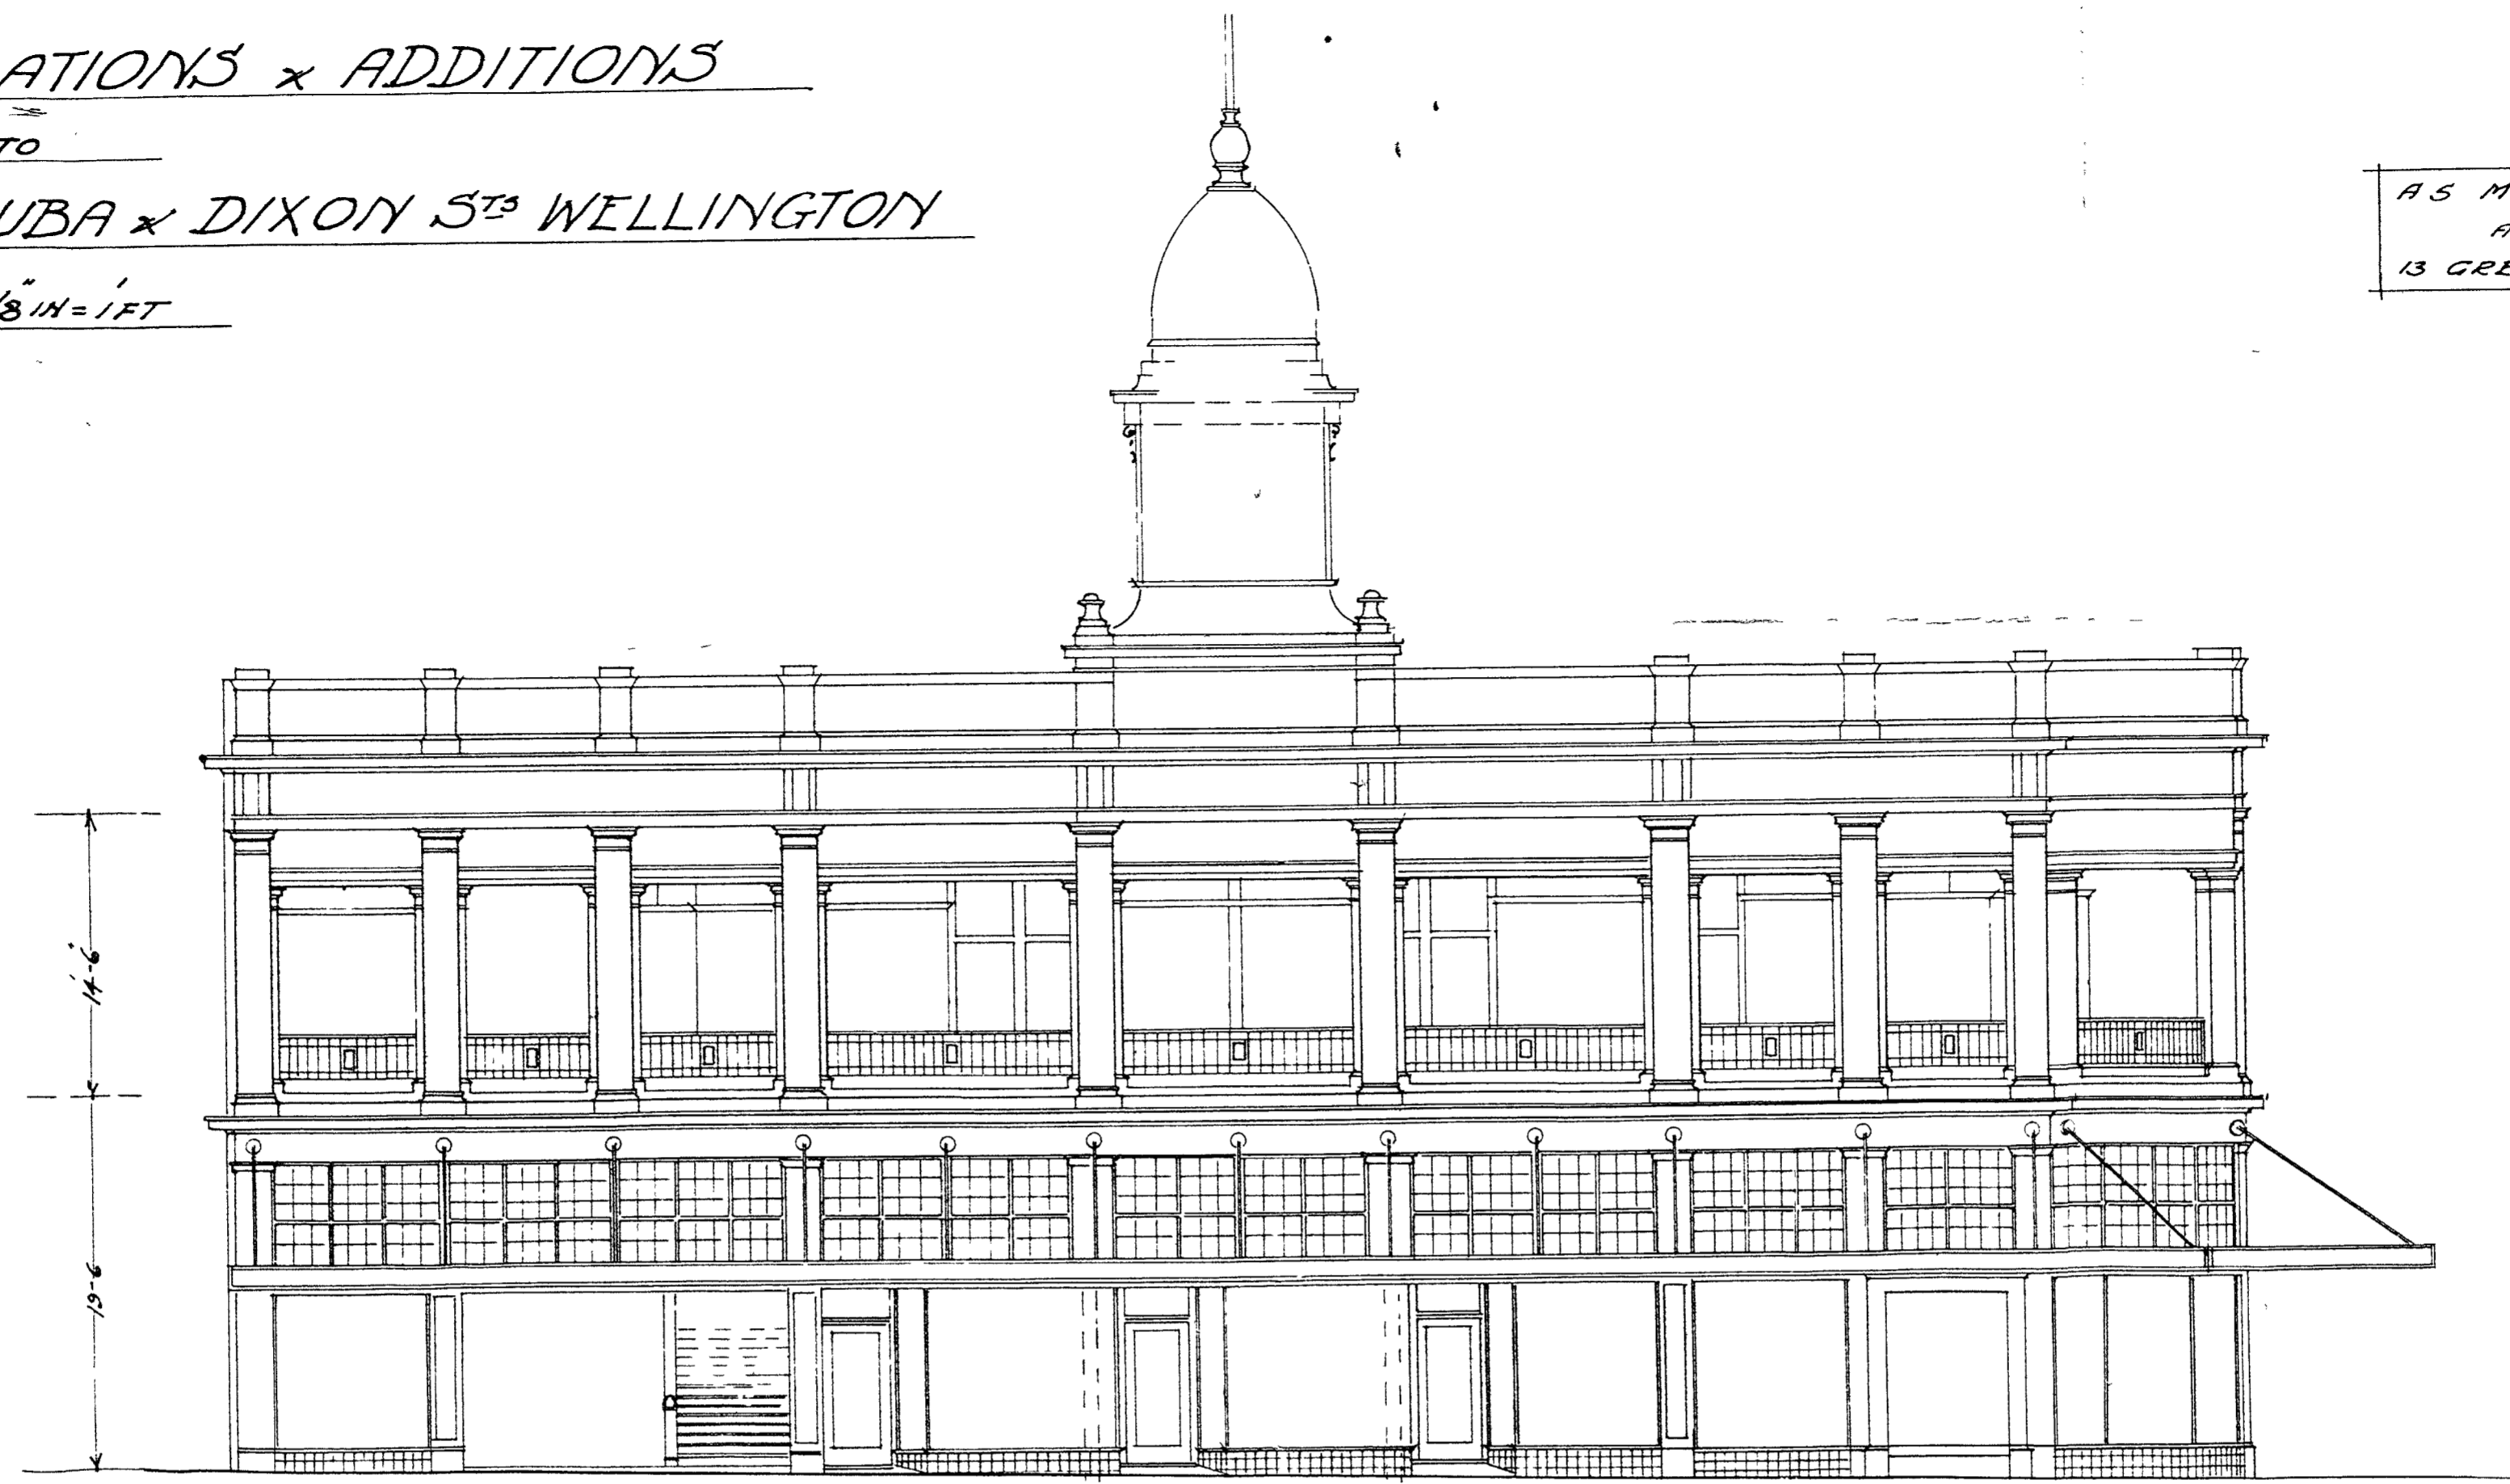 ATIONS & ADDITIONS
TO
UBA & DIXON STS WELLINGTON
/8" IN = 1' FT
AS M
A
13 GRE
14'-6"
19-6